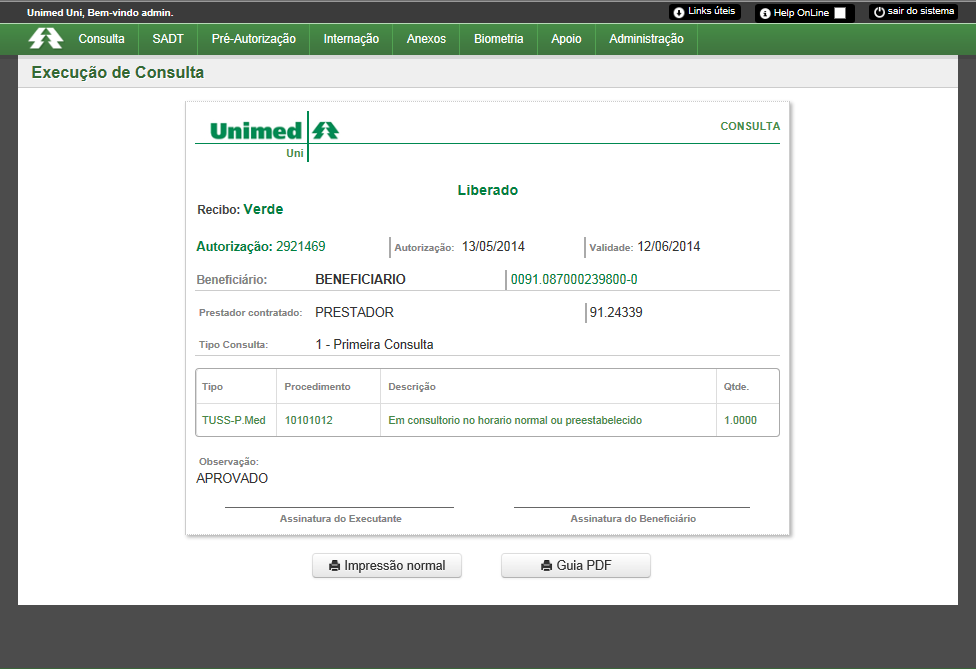 Unimed Uni, Bem-vindo admin. Links úteis Help OnLine sair do sistema
Consulta SADT Pré-Autorização Internação Anexos Biometria Apoio Administração
Execução de Consulta
Unimed CONSULTA
Uni
Liberado
Recibo: Verde
Autorização: 2921469 Autorização: 13/05/2014 Validade: 12/06/2014
Beneficiário: BENEFICIARIO 0091.087000239800-0
Prestador contratado: PRESTADOR 91.24339
Tipo Consulta: 1 - Primeira Consulta
Tipo Procedimento Descrição Qtde.
TUSS-P.Med 10101012 Em consultorio no horario normal ou preestabelecido 1.0000
Observação:
APROVADO
Assinatura do Executante Assinatura do Beneficiário
Impressão normal Guia PDF